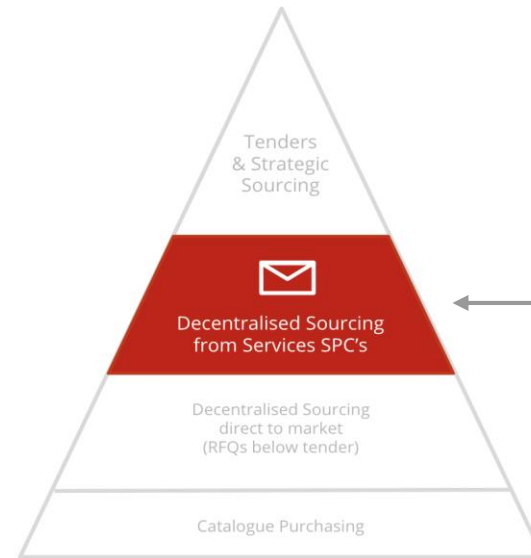 Tenders
& Strategic
Sourcing
Decentralised Sourcing
from Services SPC's
Decentralised Sourcing
direct to market
(RFQs below tender)
Catalogue Purchasing